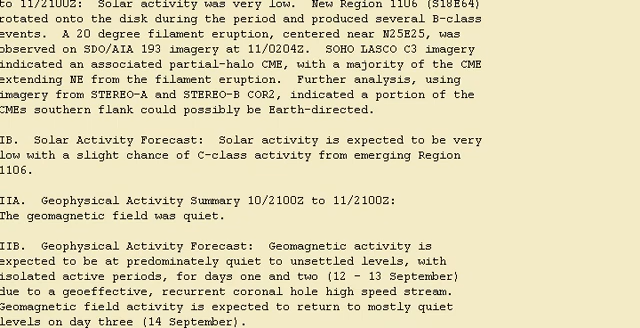 to 11/2100Z:  Solar activity was very low.  New Region 1106 (S18E64)
rotated onto the disk during the period and produced several B-class
events.  A 20 degree filament eruption, centered near N25E25, was
observed on SDO/AIA 193 imagery at 11/0204Z.  SOHO LASCO C3 imagery
indicated an associated partial-halo CME, with a majority of the CME
extending NE from the filament eruption.  Further analysis, using
imagery from STEREO-A and STEREO-B COR2, indicated a portion of the
CMEs southern flank could possibly be Earth-directed.
IB.  Solar Activity Forecast:  Solar activity is expected to be very
low with a slight chance of C-class activity from emerging Region
1106.
IIA.  Geophysical Activity Summary 10/2100Z to 11/2100Z:
The geomagnetic field was quiet.
IIB.  Geophysical Activity Forecast:  Geomagnetic activity is
expected to be at predominately quiet to unsettled levels, with
isolated active periods, for days one and two (12 - 13 September)
due to a geoeffective, recurrent coronal hole high speed stream.
Geomagnetic field activity is expected to return to mostly quiet
levels on day three (14 September).